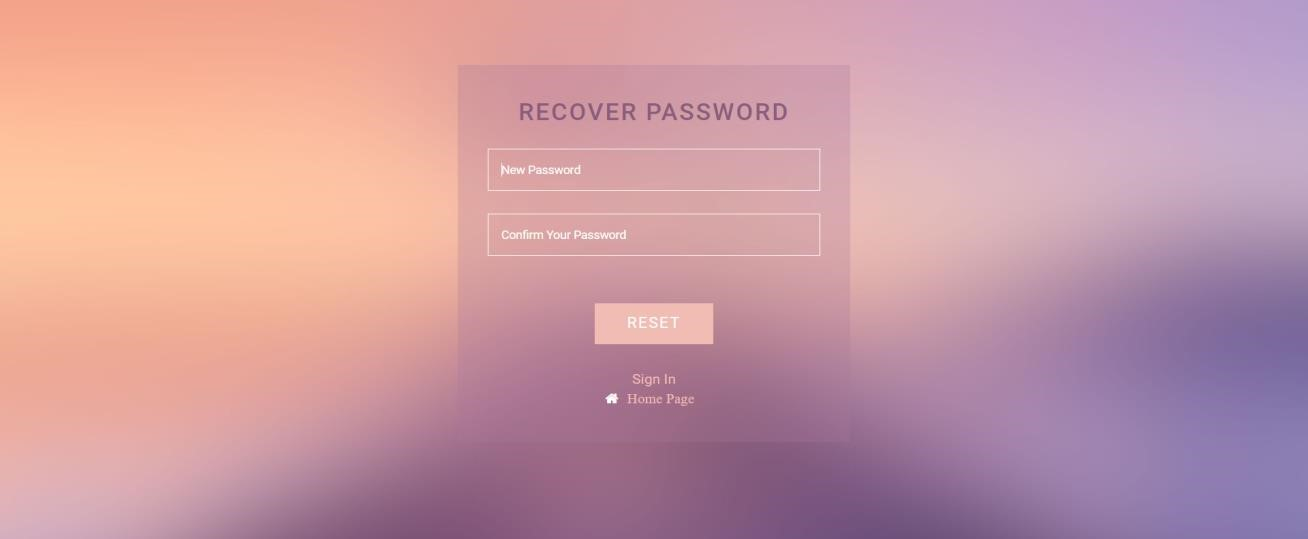 RECOVER PASSWORD
New Password
Confirm Your Password
RESET
Sign In
Home Page